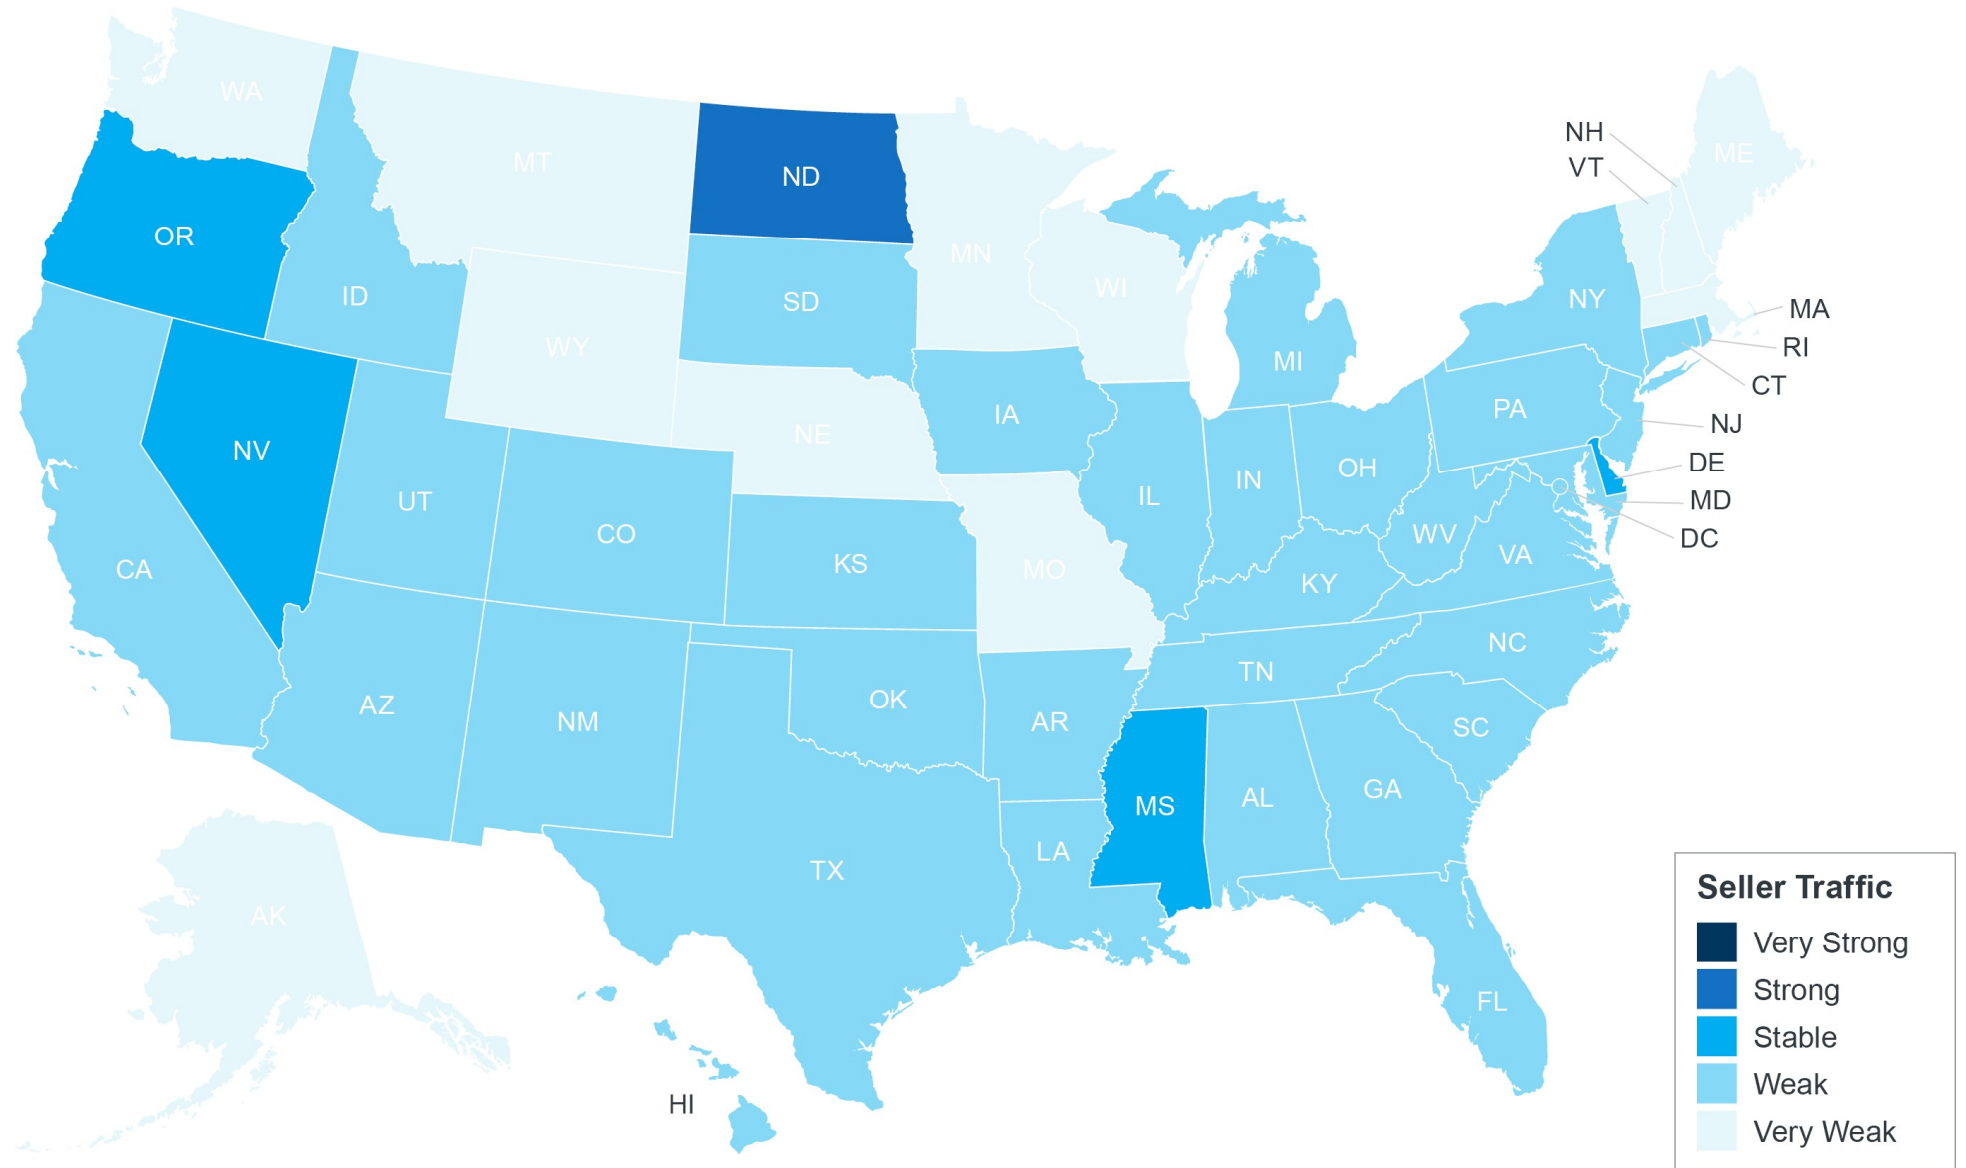 WA
MT
ND
MN
OR
ID
WY
SD
WI
MI
NH
VT
ME
NY
MA
RI
CT
NJ
DE
MD
DC
PA
NV
UT
CO
NE
IA
IL
IN
OH
WV
VA
KY
CA
KS
MO
AZ
NM
OK
AR
TN
NC
SC
MS
AL
GA
LA
TX
FL
AK
HI
Seller Traffic
Very Strong
Strong
Stable
Weak
Very Weak